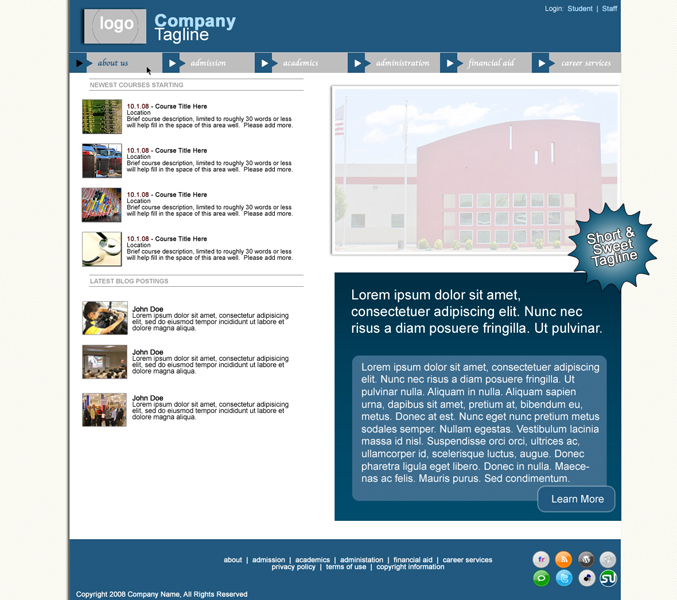 Login:  Student  |  Staff
logo
Company
Tagline
about us
admission
academics
administration
financial aid
career services
NEWEST COURSES STARTING
10.1.08 - Course Title Here
Location
Brief course description, limited to roughly 30 words or less
will help fill in the space of this area well.  Please add more.
10.1.08 - Course Title Here
Location
Brief course description, limited to roughly 30 words or less
will help fill in the space of this area well.  Please add more.
10.1.08 - Course Title Here
Location
Brief course description, limited to roughly 30 words or less
will help fill in the space of this area well.  Please add more.
10.1.08 - Course Title Here
Location
Brief course description, limited to roughly 30 words or less
will help fill in the space of this area well.  Please add more.
LATEST BLOG POSTINGS
John Doe
Lorem ipsum dolor sit amet, consectetur adipisicing
elit, sed do eiusmod tempor incididunt ut labore et
dolore magna aliqua.
John Doe
Lorem ipsum dolor sit amet, consectetur adipisicing
elit, sed do eiusmod tempor incididunt ut labore et
dolore magna aliqua.
John Doe
Lorem ipsum dolor sit amet, consectetur adipisicing
elit, sed do eiusmod tempor incididunt ut labore et
dolore magna aliqua.
Short &
Sweet
Tagline
Lorem ipsum dolor sit amet,
consectetuer adipiscing elit. Nunc nec
risus a diam posuere fringilla. Ut pulvinar.
Lorem ipsum dolor sit amet, consectetuer adipiscing
elit. Nunc nec risus a diam posuere fringilla. Ut
pulvinar nulla. Aliquam in nulla. Aliquam sapien
urna, dapibus sit amet, pretium at, bibendum eu,
metus. Donec at est. Nunc eget nunc pretium metus
sodales semper. Nullam egestas. Vestibulum lacinia
massa id nisl. Suspendisse orci orci, ultrices ac,
ullamcorper id, scelerisque luctus, augue. Donec
pharetra ligula eget libero. Donec in nulla. Maece-
nas ac felis. Mauris purus. Sed condimentum.
Learn More
about  |  admission  |  academics  |  administation  |  financial aid  |  career services
privacy policy  |  terms of use  |  copyright information
Copyright 2008 Company Name, All Rights Reserved